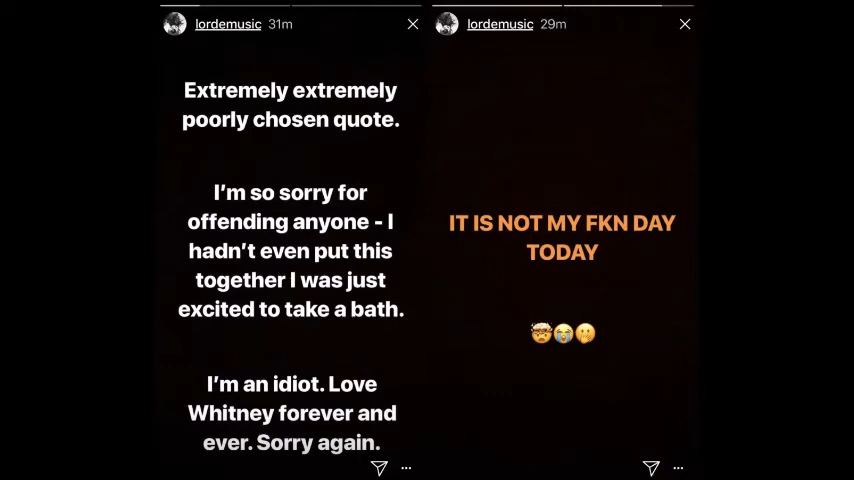 lordemusic 31m
Extremely extremely
poorly chosen quote.
I'm so sorry for
offending anyone - I
hadn't even put this
together I was just
excited to take a bath.
I'm an idiot. Love
Whitney forever and
ever. Sorry again.
lordemusic 29m
IT IS NOT MY FKN DAY
TODAY
🤯😭🤭